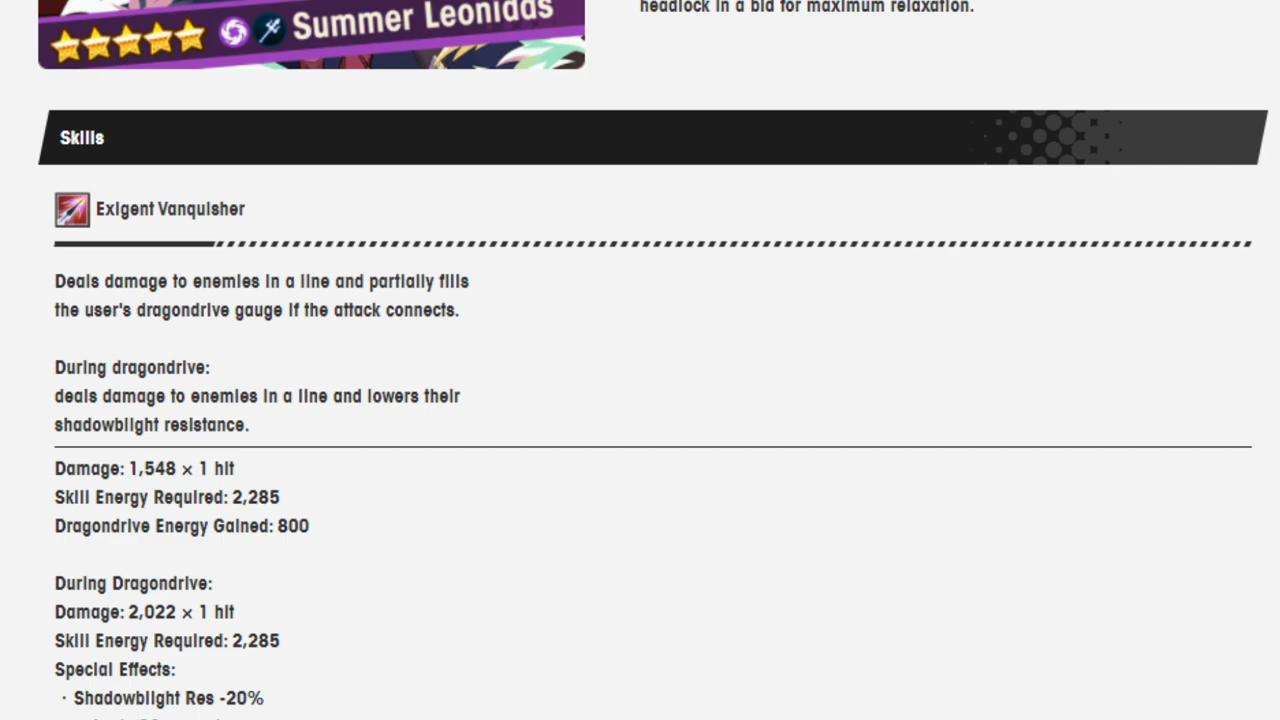 headlock in a bid for maximum relaxation.
Summer Leonidas
Skills
Exigent Vanquisher
Deals damage to enemies in a line and partially fills
the user's dragondrive gauge if the attack connects.
During dragondrive:
deals damage to enemies in a line and lowers their
shadowblight resistance.
Damage: 1,548 × 1 hit
Skill Energy Required: 2,285
Dragondrive Energy Gained: 800
During Dragondrive:
Damage: 2,022 × 1 hit
Skill Energy Required: 2,285
Special Effects:
· Shadowblight Res -20%